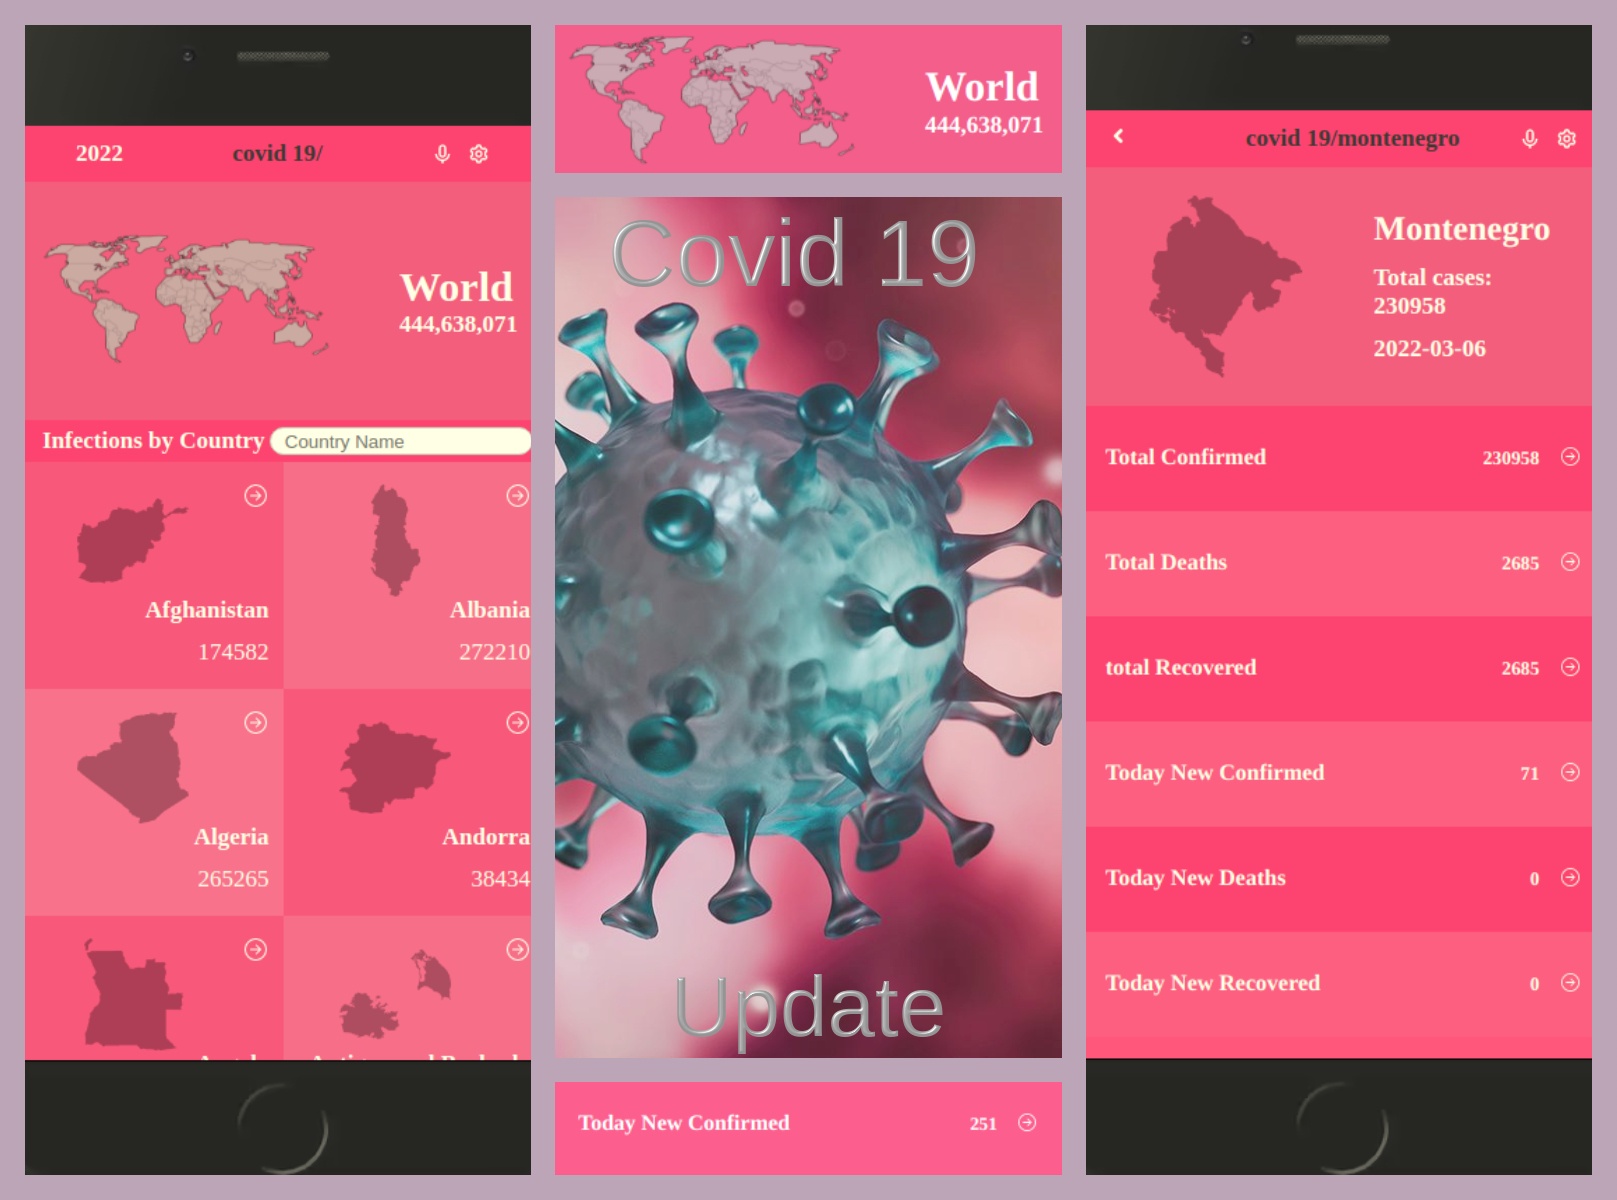 2022 covid 19/
World
444,638,071
Infections by Country Country Name
Afghanistan
174582
Albania
272210
Algeria
265265
Andorra
38434
World
444,638,071
Covid 19
Update
Today New Confirmed 251
covid 19/montenegro
Montenegro
Total cases:
230958
2022-03-06
Total Confirmed 230958
Total Deaths 2685
total Recovered 2685
Today New Confirmed 71
Today New Deaths 0
Today New Recovered 0